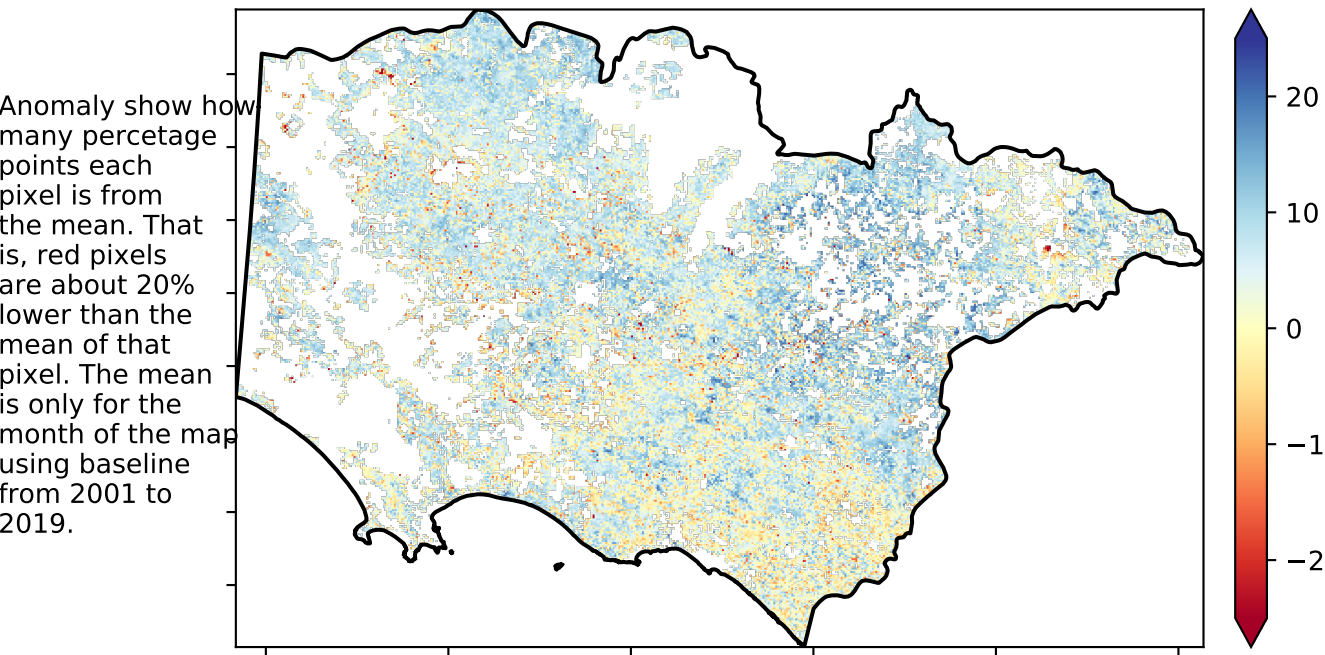 Anomaly show how
many percetage
points each
pixel is from
the mean. That
is, red pixels
are about 20%
lower than the
mean of that
pixel. The mean
is only for the
month of the map
using baseline
from 2001 to
2019.
20
10
0
−1
−2